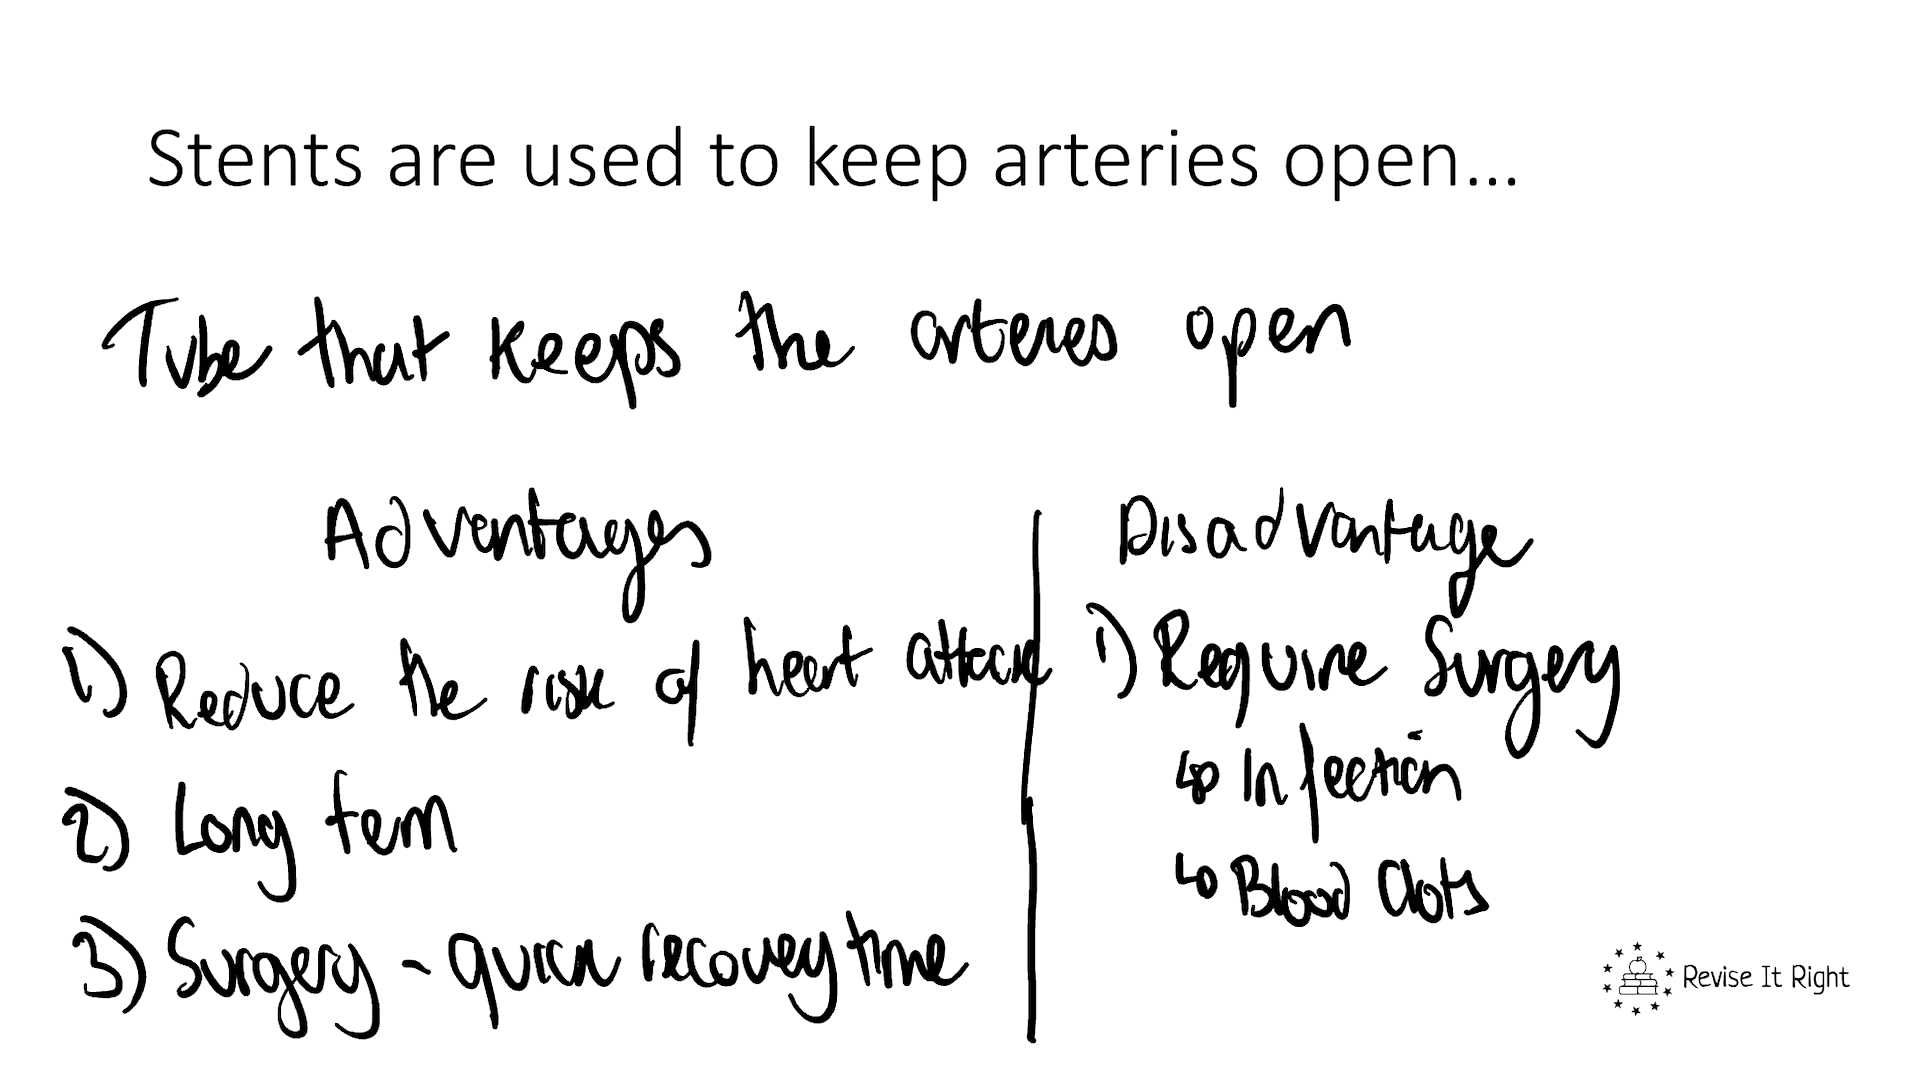 Stents are used to keep arteries open...
Tube that keeps the arteres open
Advantages
1) Reduce the risk of heart attack
2) Long term
3) Surgery - quick recovery time
Disadvantage
1) Require Surgery
↳ Infection
↳ Blood Clots
Revise It Right